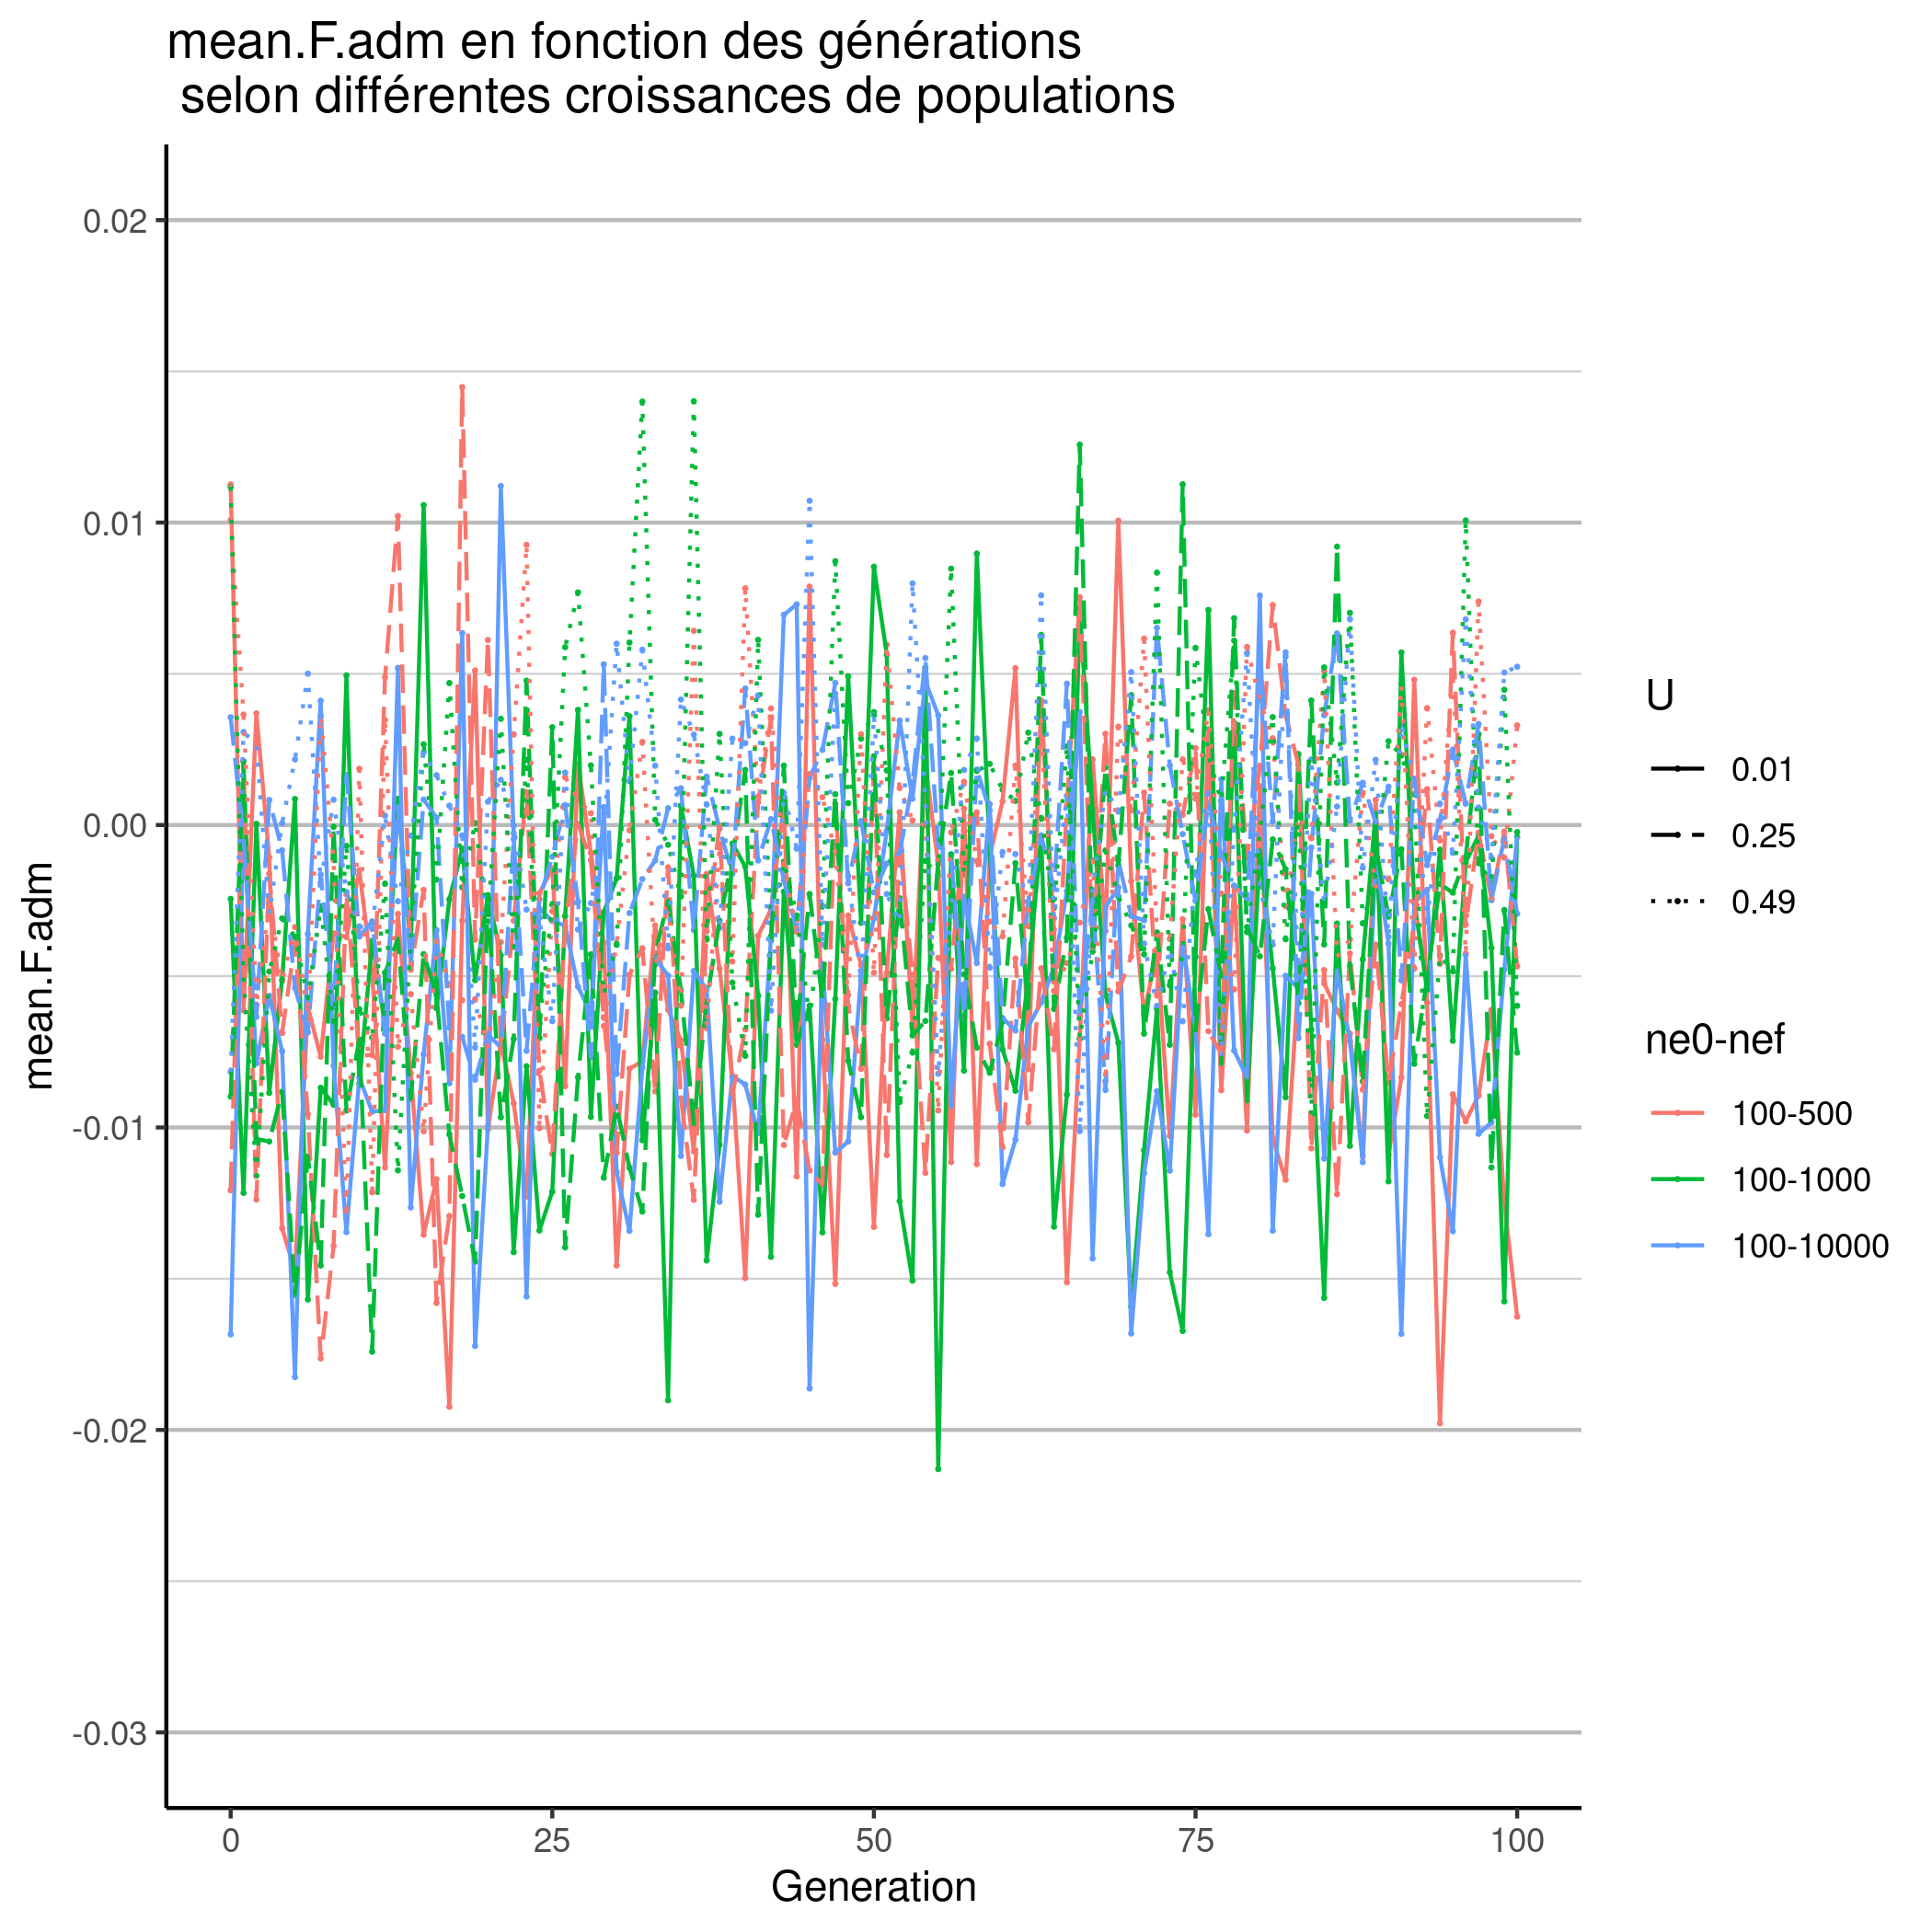 mean.F.adm en fonction des générations
selon différentes croissances de populations
mean.F.adm
0.02
0.01
0.00
-0.01
-0.02
-0.03
0
25
50
75
100
Generation
U
0.01
0.25
0.49
ne0-nef
100-500
100-1000
100-10000